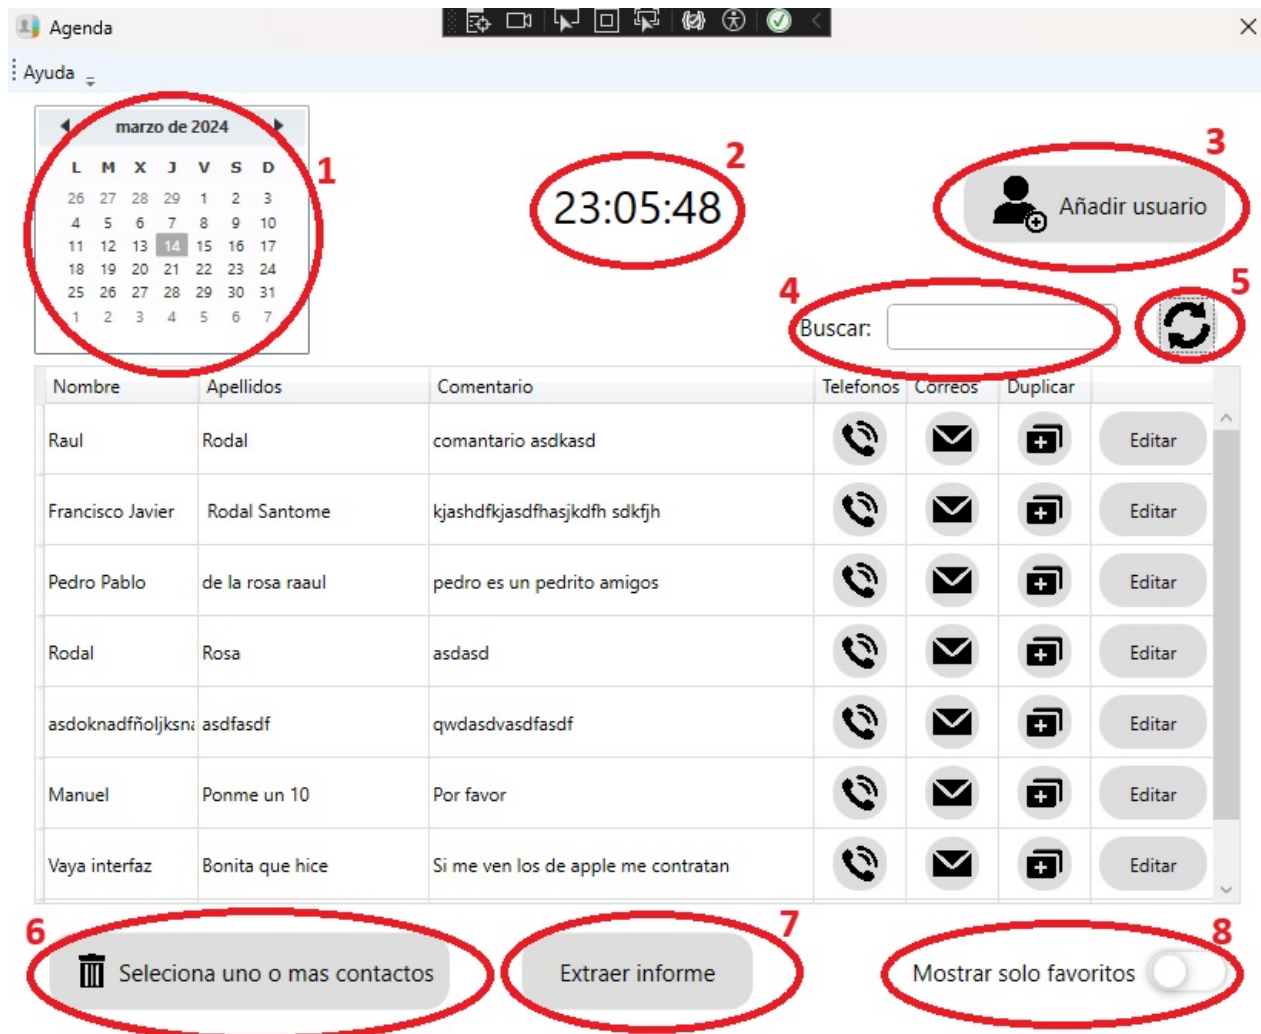 Agenda
Ayuda
marzo de 2024
1
L M X J V S D
26 27 28 29 1 2 3
4 5 6 7 8 9 10
11 12 13 14 15 16 17
18 19 20 21 22 23 24
25 26 27 28 29 30 31
1 2 3 4 5 6 7
2
23:05:48
3
Añadir usuario
4
Buscar:
5
Nombre Apellidos Comentario Telefonos Correos Duplicar
Raul Rodal comantario asdkasd Editar
Francisco Javier Rodal Santome kjashdfkjasdfhasjkdfh sdkfjh Editar
Pedro Pablo de la rosa raaul pedro es un pedrito amigos Editar
Rodal Rosa asdasd Editar
asdoknadfñoljksna asdfasdf qwdasdvasdfasdf Editar
Manuel Ponme un 10 Por favor Editar
Vaya interfaz Bonita que hice Si me ven los de apple me contratan Editar
6
Seleciona uno o mas contactos
7
Extraer informe
8
Mostrar solo favoritos